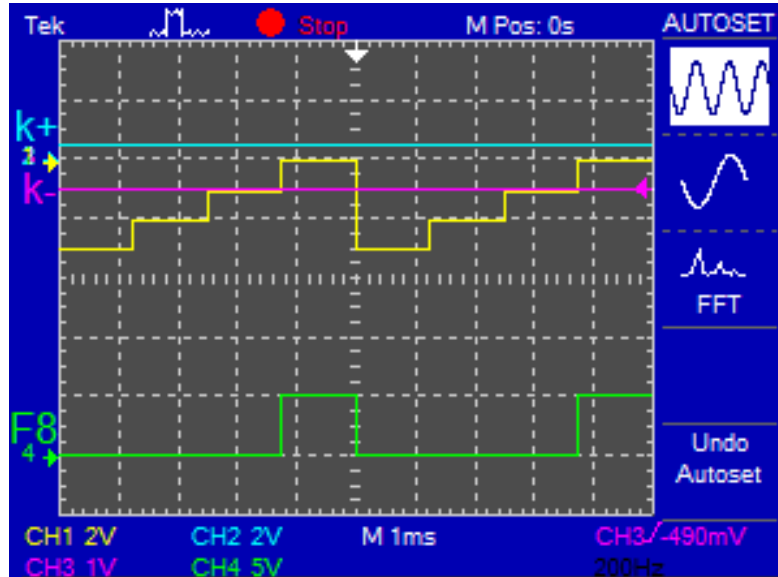 Tek Stop M Pos: 0s AUTOSET
k+
k-
FFT
F8
4
Undo
Autoset
CH1 2V CH2 2V M 1ms CH3 -490mV
CH3 1V CH4 5V 200Hz